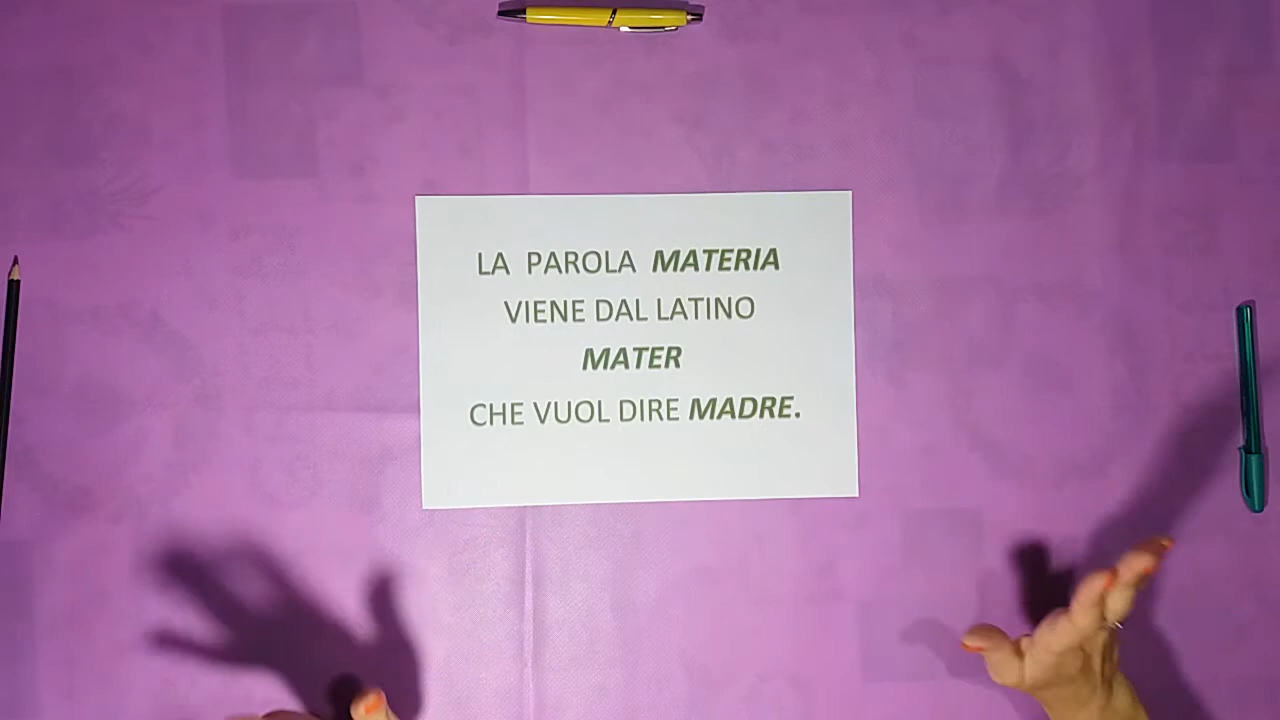 LA PAROLA MATERIA
VIENE DAL LATINO
MATER
CHE VUOL DIRE MADRE.